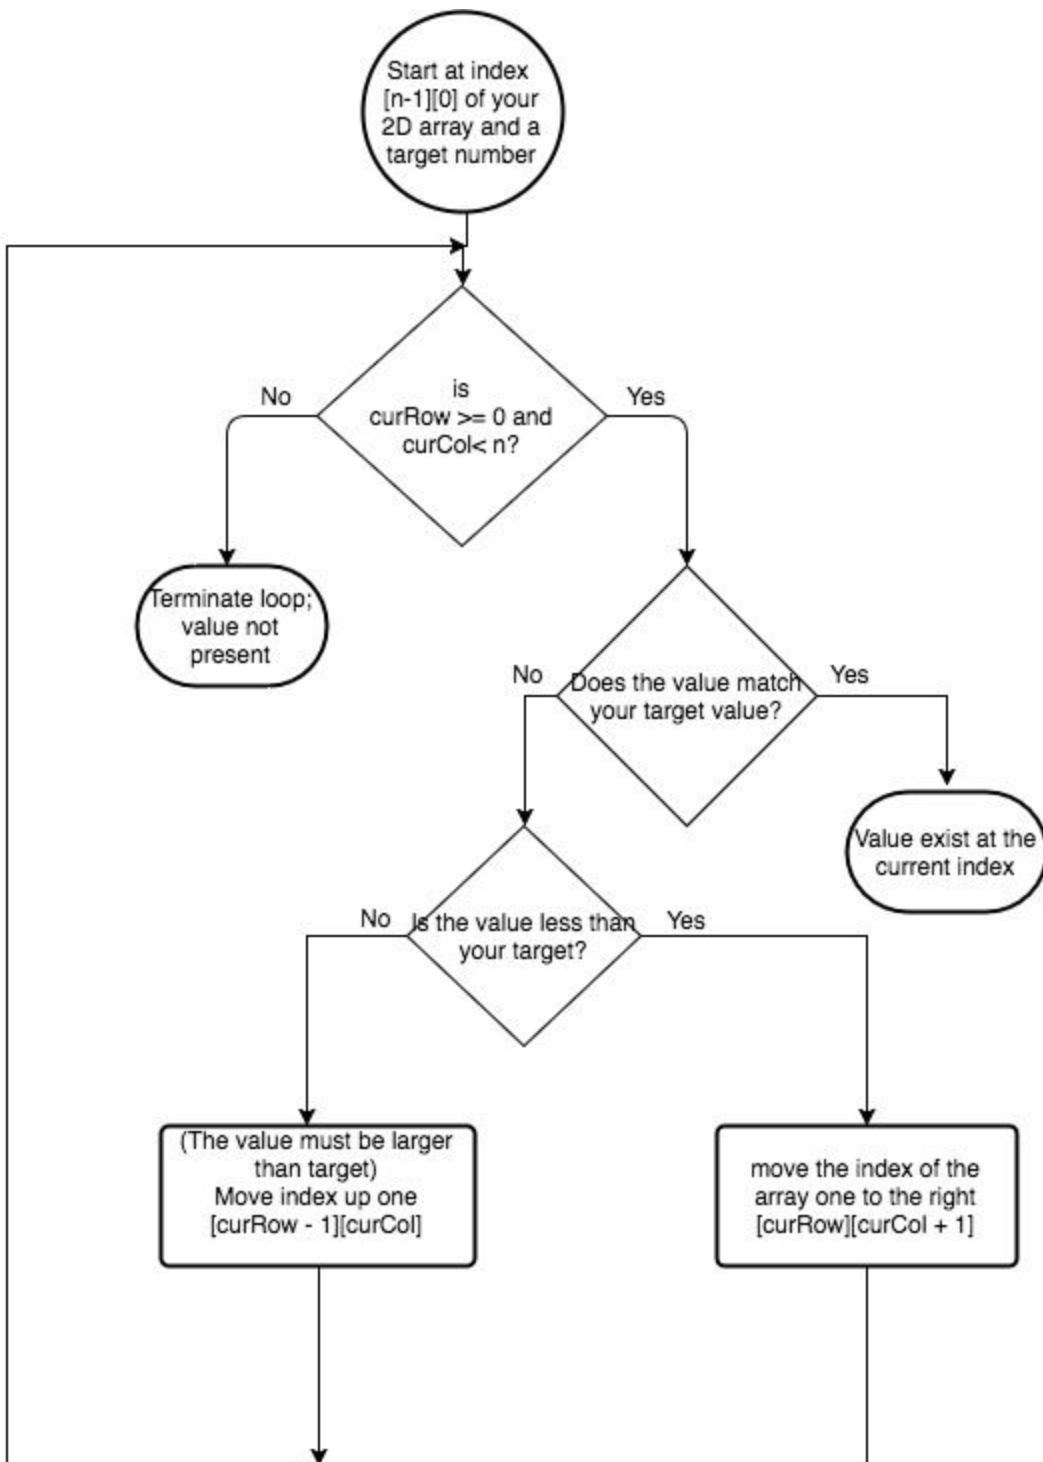 Start at index
[n-1][0] of your
2D array and a
target number
No
is
curRow >= 0 and
curCol< n?
Yes
Terminate loop;
value not
present
No
Does the value match
your target value?
Yes
Value exist at the
current index
No
Is the value less than
your target?
Yes
(The value must be larger
than target)
Move index up one
[curRow - 1][curCol]
move the index of the
array one to the right
[curRow][curCol + 1]